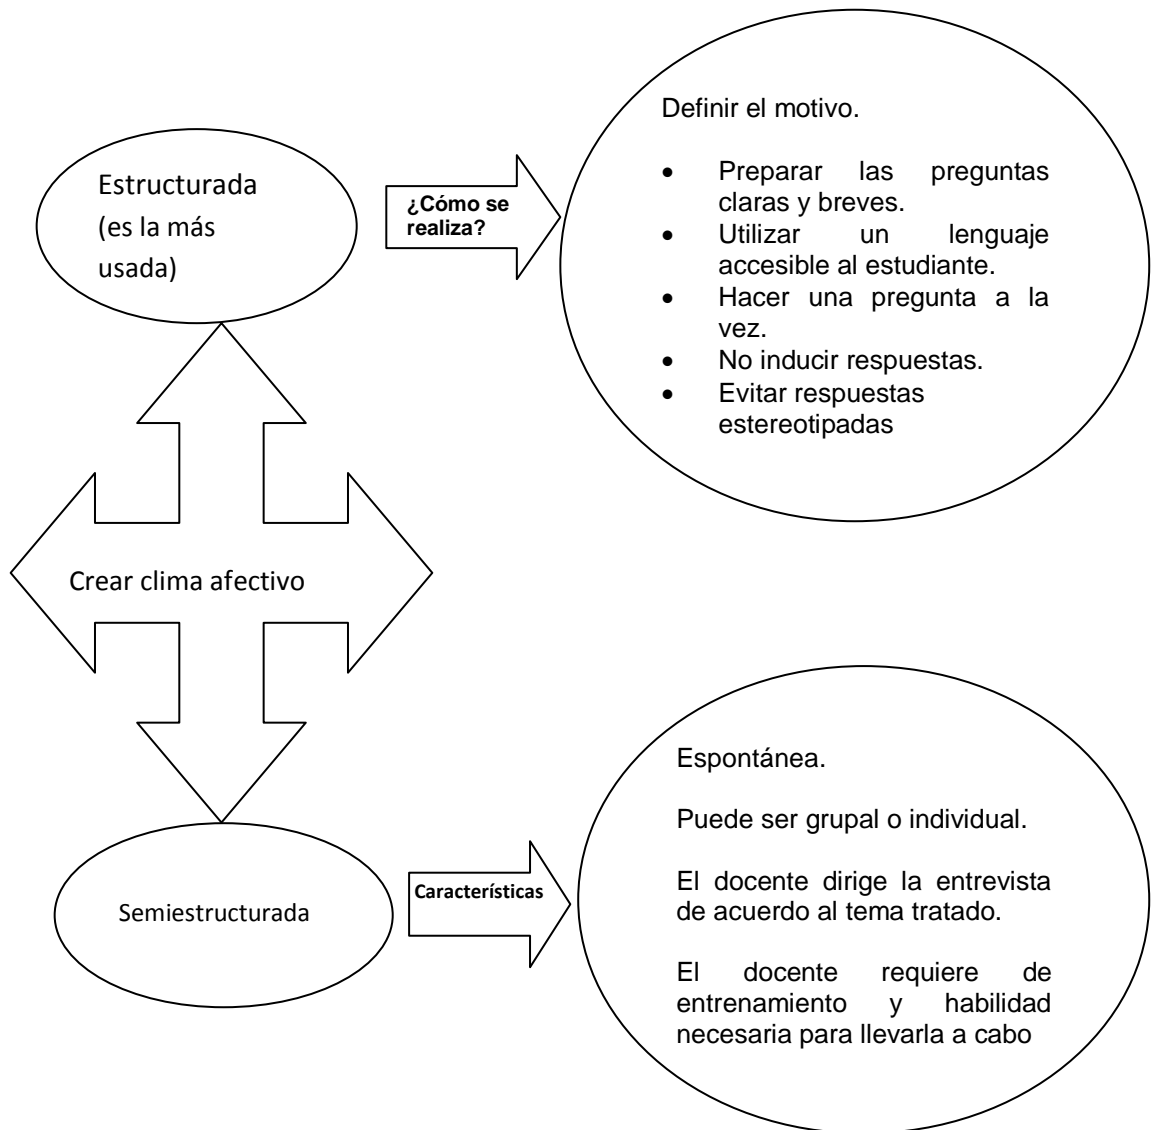 Estructurada
(es la más
usada)
¿Cómo se
realiza?
Definir el motivo.
• Preparar las preguntas
claras y breves.
• Utilizar un lenguaje
accesible al estudiante.
• Hacer una pregunta a la
vez.
• No inducir respuestas.
• Evitar respuestas
estereotipadas
Crear clima afectivo
Semiestructurada
Características
Espontánea.
Puede ser grupal o individual.
El docente dirige la entrevista
de acuerdo al tema tratado.
El docente requiere de
entrenamiento y habilidad
necesaria para llevarla a cabo